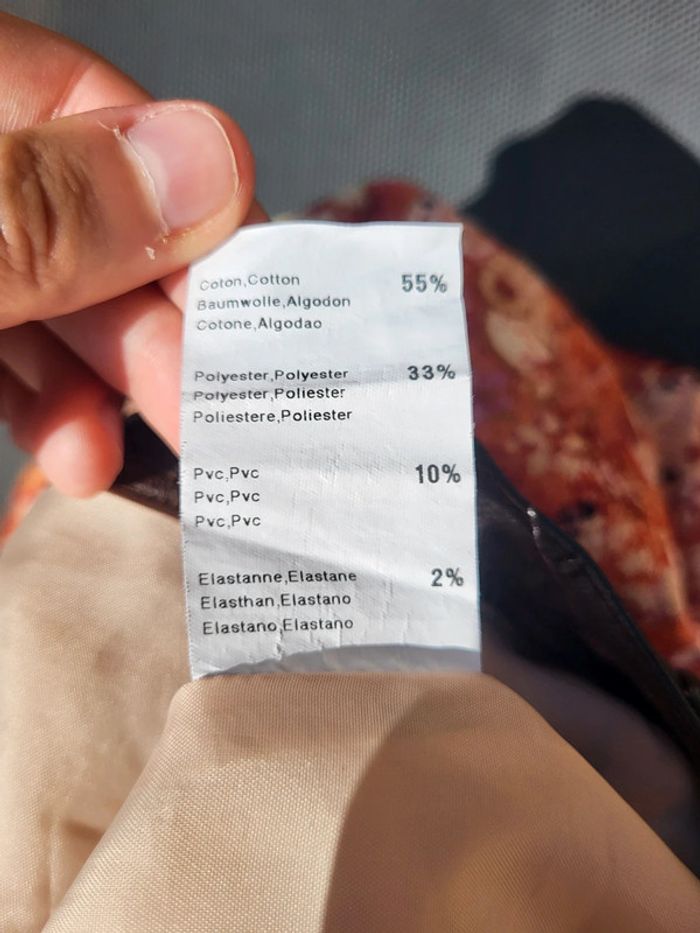 Coton,Cotton 55%
Baumwolle,Algodon
Cotone,Algodao
Polyester,Polyester 33%
Polyester,Poliester
Poliestere,Poliester
Pvc,Pvc 10%
Pvc,Pvc
Pvc,Pvc
Elastanne,Elastane 2%
Elasthan,Elastano
Elastano,Elastano